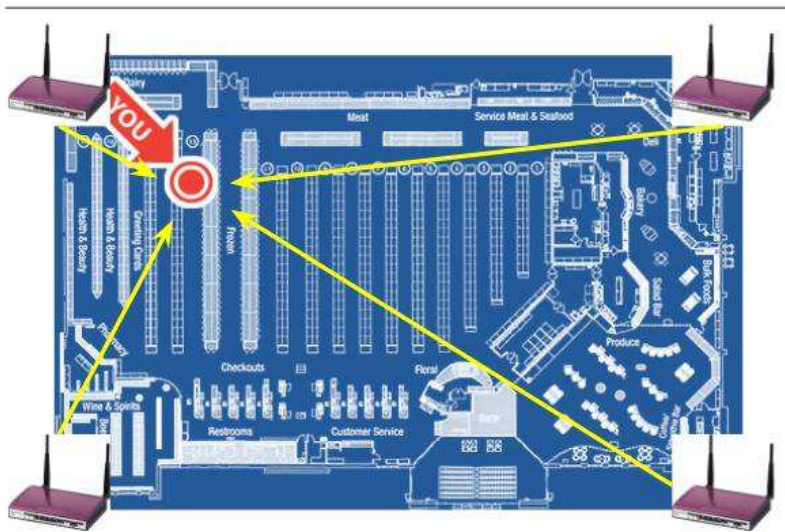 Dairy
YOU
Meat
Service Meat & Seafood
Deli
Health & Beauty
Health & Beauty
Greeting Cards
Frozen
Bakery
Salad Bar
Bulk Foods
Produce
Pharmacy
Checkouts
Floral
Wine & Spirits
Restrooms
Customer Service